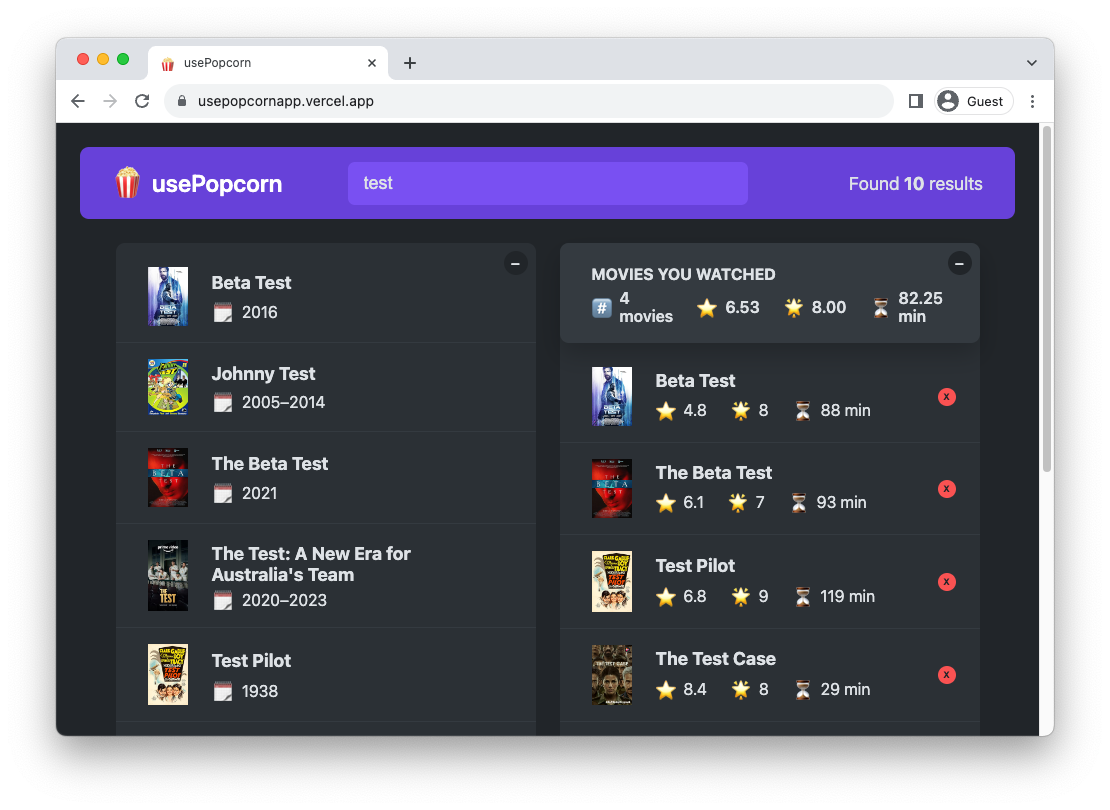 usePopcorn
usepopcornapp.vercel.app
Guest
usePopcorn
test
Found 10 results
Beta Test
2016
Johnny Test
2005–2014
The Beta Test
2021
The Test: A New Era for
Australia's Team
2020–2023
Test Pilot
1938
MOVIES YOU WATCHED
4
movies
6.53
8.00
82.25
min
Beta Test
4.8 8 88 min
x
The Beta Test
6.1 7 93 min
x
Test Pilot
6.8 9 119 min
x
The Test Case
8.4 8 29 min
x